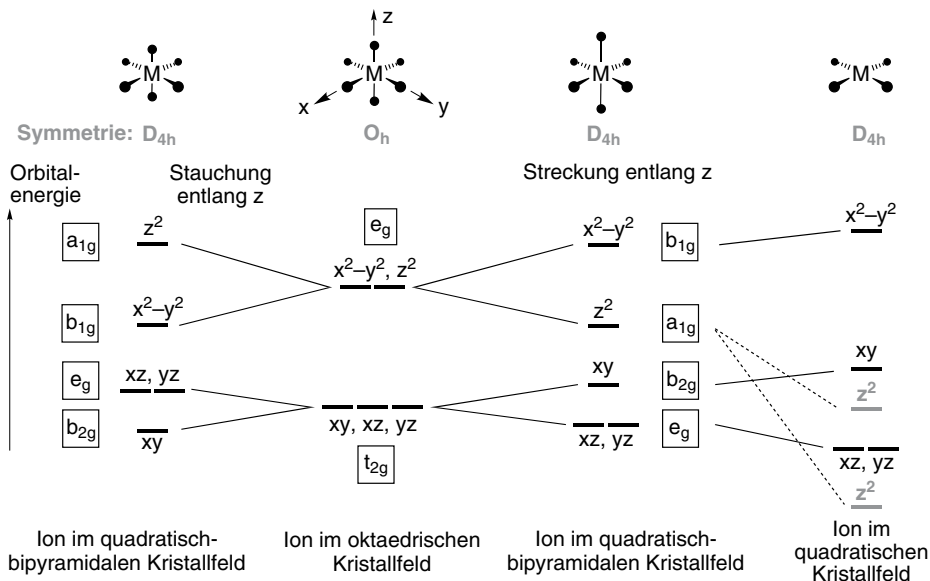 z
M
M
M
M
x
y
Symmetrie: D4h
Oh
D4h
D4h
Orbital-
energie
Stauchung
entlang z
Streckung entlang z
a1g
z²
eg
x²–y²
b1g
x²–y²
x²–y², z²
b1g
x²–y²
z²
a1g
eg
xz, yz
xy
b2g
xy
z²
b2g
xy
xy, xz, yz
xz, yz
eg
xz, yz
t2g
z²
Ion im quadratisch-
bipyramidalen Kristallfeld
Ion im oktaedrischen
Kristallfeld
Ion im quadratisch-
bipyramidalen Kristallfeld
Ion im
quadratischen
Kristallfeld